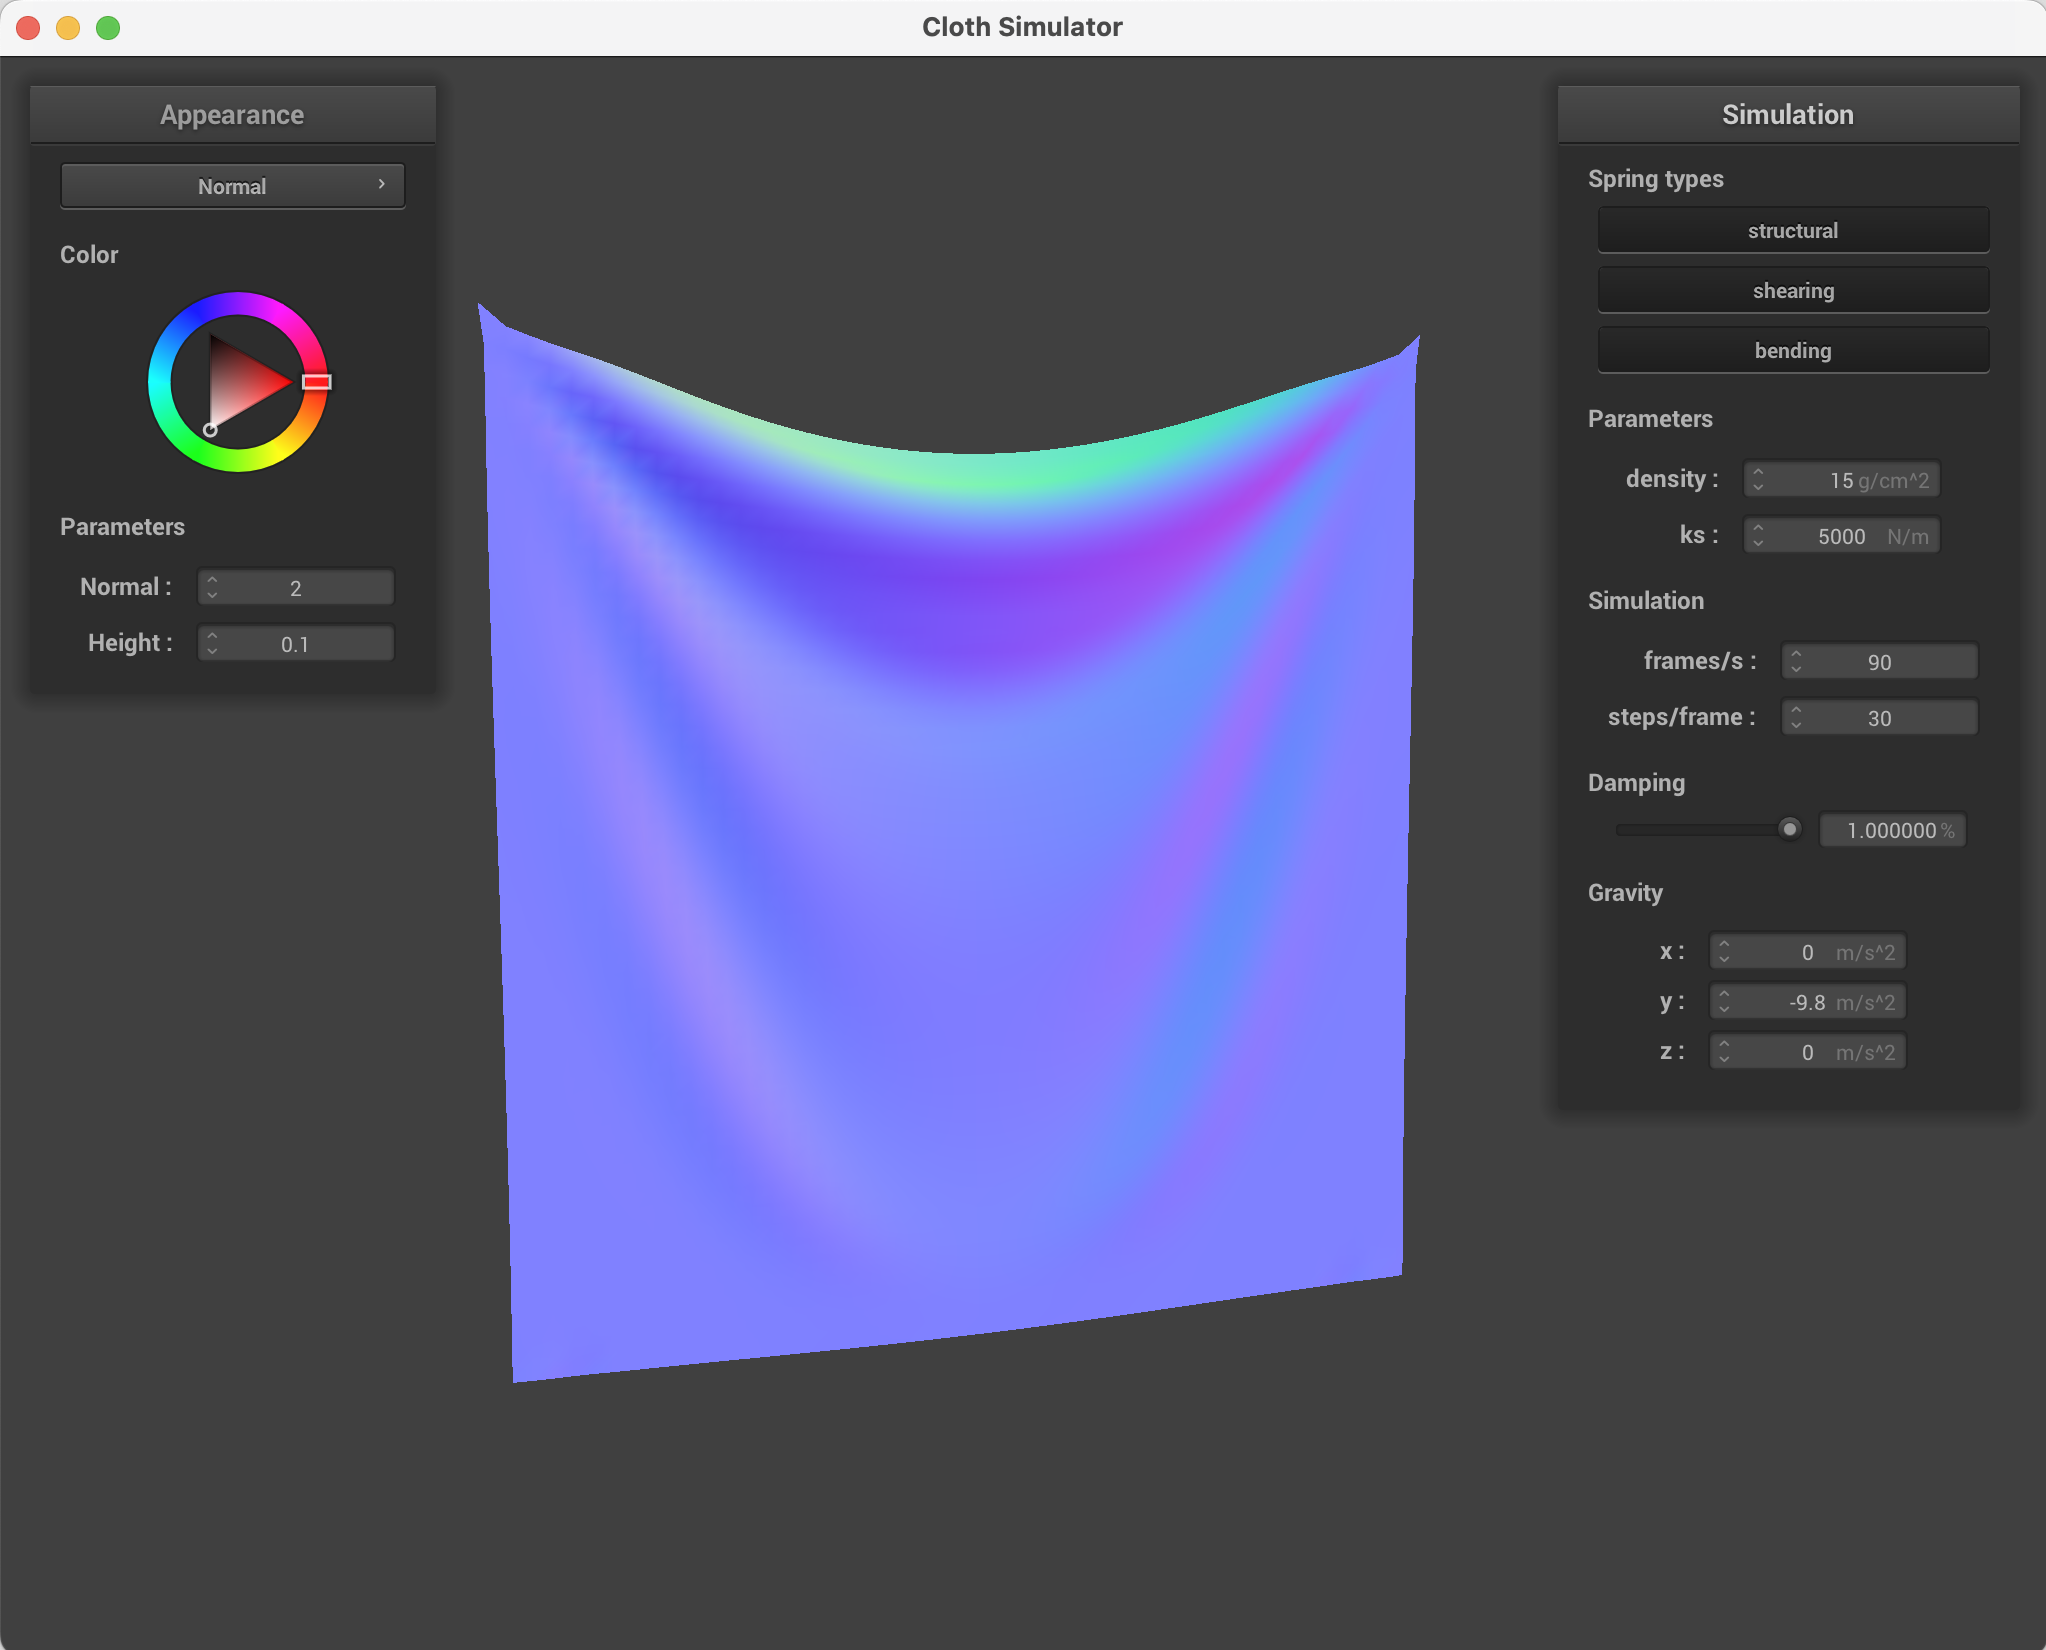 Cloth Simulator
Appearance
Normal
Color
Parameters
Normal : 2
Height : 0.1
Simulation
Spring types
structural
shearing
bending
Parameters
density : 15 g/cm^2
ks : 5000 N/m
Simulation
frames/s : 90
steps/frame : 30
Damping
1.000000 %
Gravity
x : 0 m/s^2
y : -9.8 m/s^2
z : 0 m/s^2